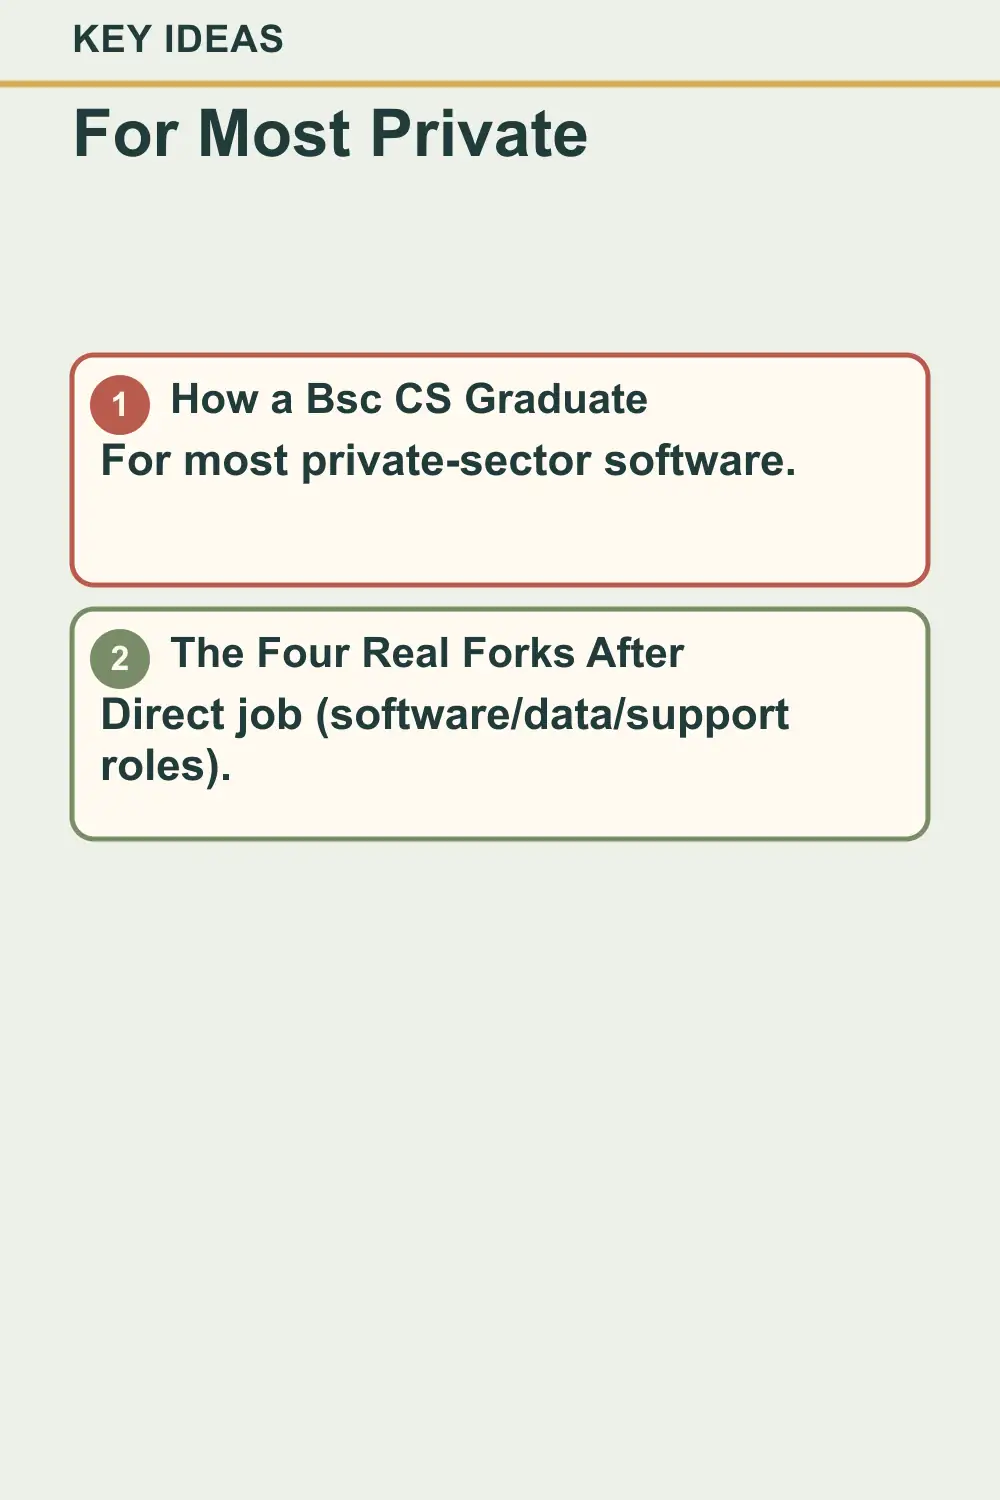 KEY IDEAS
For Most Private
1 How a Bsc CS Graduate
For most private-sector software.
2 The Four Real Forks After
Direct job (software/data/support
roles).